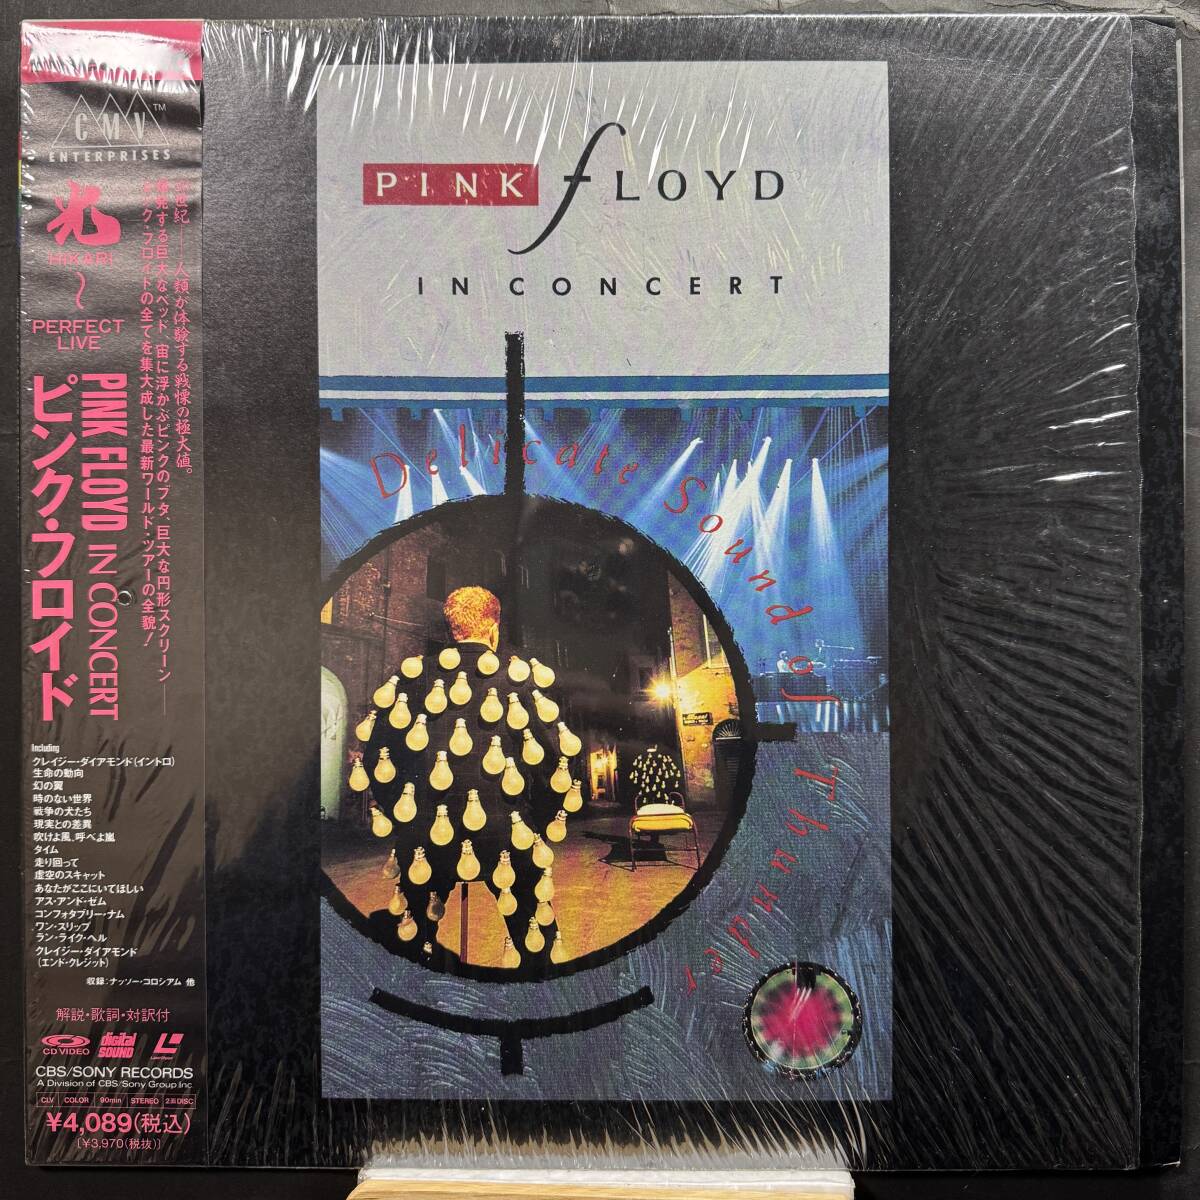 CMV™
ENTERPRISES
光
HIKARI
〜
PERFECT
LIVE
世紀——人類が体験する戦慄の極大値。
発する巨大なベッド 宙に浮かぶピンクのブタ、巨大な円形スクリーン——
ク・フロイドの全てを集大成した最新ワールド・ツアーの全貌!
PINK FLOYD IN CONCERT
ピンク・フロイド
Including
クレイジー・ダイアモンド(イントロ)
生命の動向
幻の翼
時のない世界
戦争の犬たち
現実との差異
吹けよ風、呼べよ嵐
タイム
走り回って
虚空のスキャット
あなたがここにいてほしい
アス・アンド・ゼム
コンフォタブリー・ナム
ワン・スリップ
ラン・ライク・ヘル
クレイジー・ダイアモンド
(エンド・クレジット)
収録:ナッソー・コロシアム 他
解説・歌詞・対訳付
CD VIDEO
digital SOUND
LaserDisc
CBS/SONY RECORDS
A Division of CBS/Sony Group Inc.
CLV COLOR 90min STEREO 2面DISC
¥4,089(税込)
[¥3,970(税抜)]
PINK FLOYD
IN CONCERT
Delicate Sound of Thunder